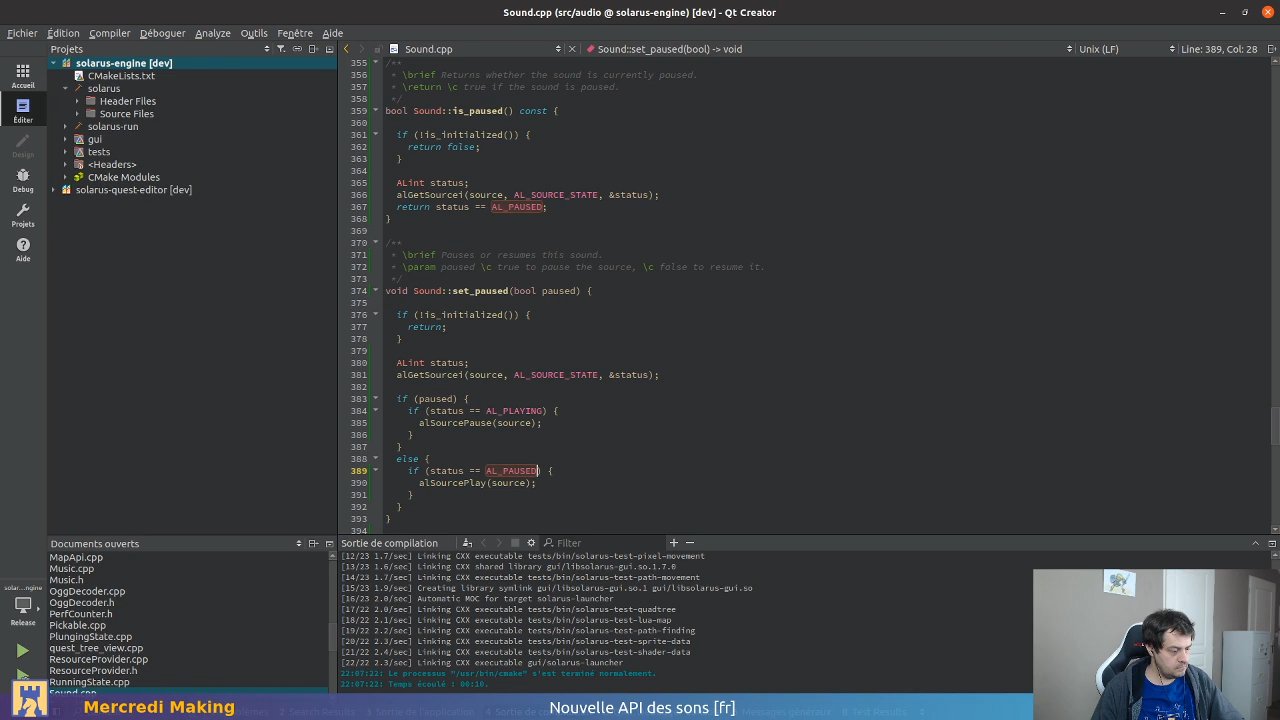 Sound.cpp (src/audio @ solarus-engine) [dev] - Qt Creator
Fichier Édition Compiler Déboguer Analyze Outils Fenêtre Aide
Projets
Sound.cpp
Sound::set_paused(bool) -> void
Unix (LF)
Line: 389, Col: 28
Accueil
Éditer
Design
Debug
Projets
Aide
solarus-engine [dev]
CMakeLists.txt
solarus
Header Files
Source Files
solarus-run
gui
tests
<Headers>
CMake Modules
solarus-quest-editor [dev]
355 /**
356 * \brief Returns whether the sound is currently paused.
357 * \return \c true if the sound is paused.
358 */
359 bool Sound::is_paused() const {
360
361 if (!is_initialized()) {
362 return false;
363 }
364
365 ALint status;
366 alGetSourcei(source, AL_SOURCE_STATE, &status);
367 return status == AL_PAUSED;
368 }
369
370 /**
371 * \brief Pauses or resumes this sound.
372 * \param paused \c true to pause the source, \c false to resume it.
373 */
374 void Sound::set_paused(bool paused) {
375
376 if (!is_initialized()) {
377 return;
378 }
379
380 ALint status;
381 alGetSourcei(source, AL_SOURCE_STATE, &status);
382
383 if (paused) {
384 if (status == AL_PLAYING) {
385 alSourcePause(source);
386 }
387 }
388 else {
389 if (status == AL_PAUSED) {
390 alSourcePlay(source);
391 }
392 }
393 }
394
Documents ouverts
MapApi.cpp
Music.cpp
Music.h
OggDecoder.cpp
OggDecoder.h
PerfCounter.h
Pickable.cpp
PlungingState.cpp
quest_tree_view.cpp
ResourceProvider.cpp
ResourceProvider.h
RunningState.cpp
Sound.cpp
solar...ngine
Release
Sortie de compilation
Filter
[12/23 1.7/sec] Linking CXX executable tests/bin/solarus-test-pixel-movement
[13/23 1.6/sec] Linking CXX shared library gui/libsolarus-gui.so.1.7.0
[14/23 1.7/sec] Linking CXX executable tests/bin/solarus-test-path-movement
[15/23 1.9/sec] Creating library symlink gui/libsolarus-gui.so.1 gui/libsolarus-gui.so
[16/23 2.0/sec] Automatic MOC for target solarus-launcher
[17/22 2.0/sec] Linking CXX executable tests/bin/solarus-test-quadtree
[18/22 2.1/sec] Linking CXX executable tests/bin/solarus-test-lua-map
[19/22 2.2/sec] Linking CXX executable tests/bin/solarus-test-path-finding
[20/22 2.3/sec] Linking CXX executable tests/bin/solarus-test-sprite-data
[21/22 2.4/sec] Linking CXX executable tests/bin/solarus-test-shader-data
[22/22 2.3/sec] Linking CXX executable gui/solarus-launcher
22:07:22: Le processus "/usr/bin/cmake" s'est terminé normalement.
22:07:22: Temps écoulé : 00:10.
Mercredi Making
Nouvelle API des sons [fr]